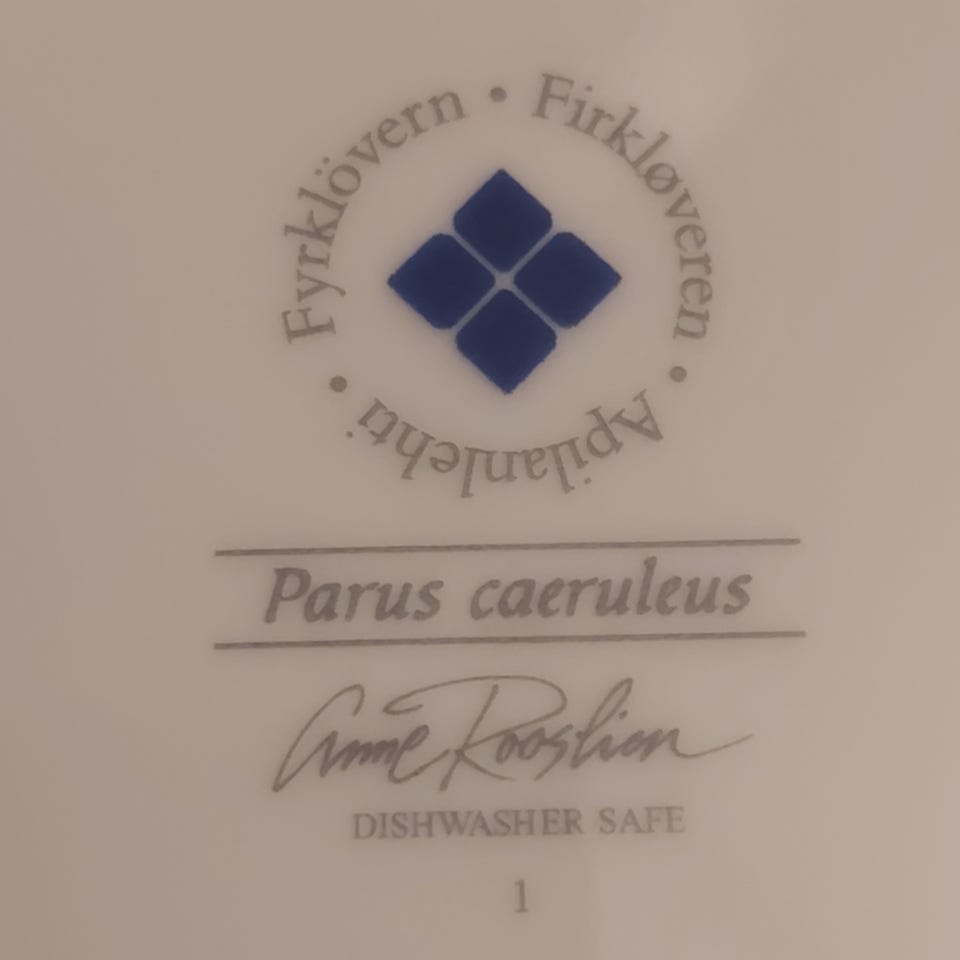 Fyrklövern • Firkløveren • Apilanlehti •
Parus caeruleus
Anne Rooslien
DISHWASHER SAFE
1